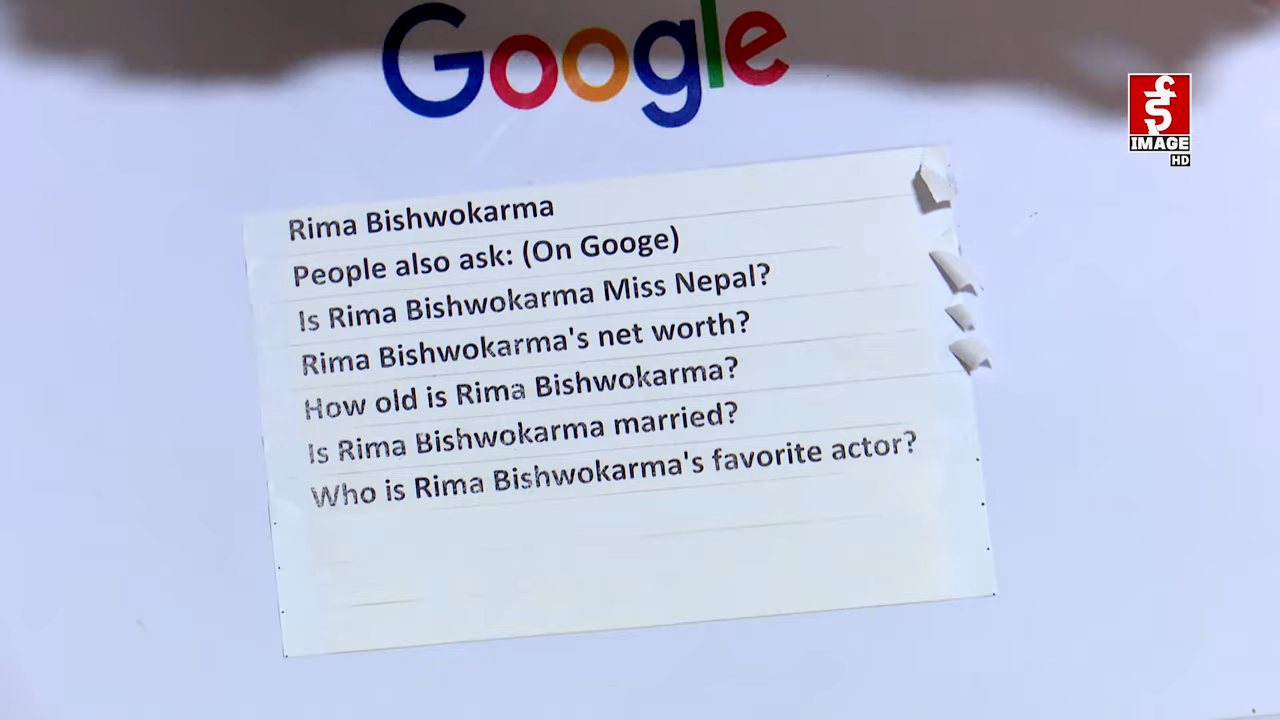 Google
IMAGE
HD
Rima Bishwokarma
People also ask: (On Googe)
Is Rima Bishwokarma Miss Nepal?
Rima Bishwokarma's net worth?
How old is Rima Bishwokarma?
Is Rima Bishwokarma married?
Who is Rima Bishwokarma's favorite actor?